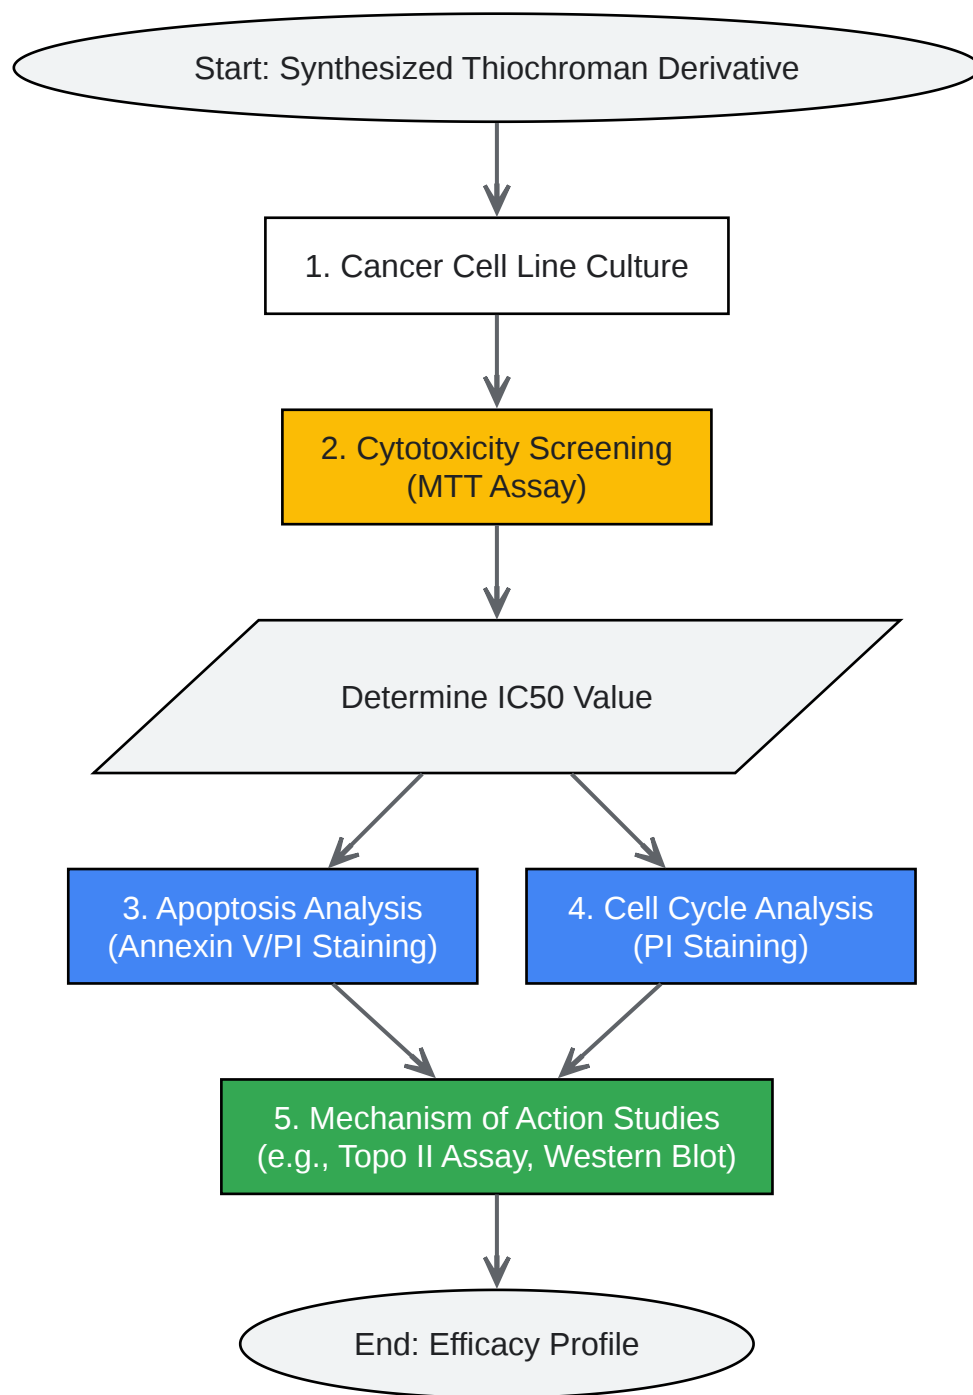 Start: Synthesized Thiochroman Derivative
1. Cancer Cell Line Culture
2. Cytotoxicity Screening
(MTT Assay)
Determine IC50 Value
3. Apoptosis Analysis
(Annexin V/PI Staining)
4. Cell Cycle Analysis
(PI Staining)
5. Mechanism of Action Studies
(e.g., Topo II Assay, Western Blot)
End: Efficacy Profile